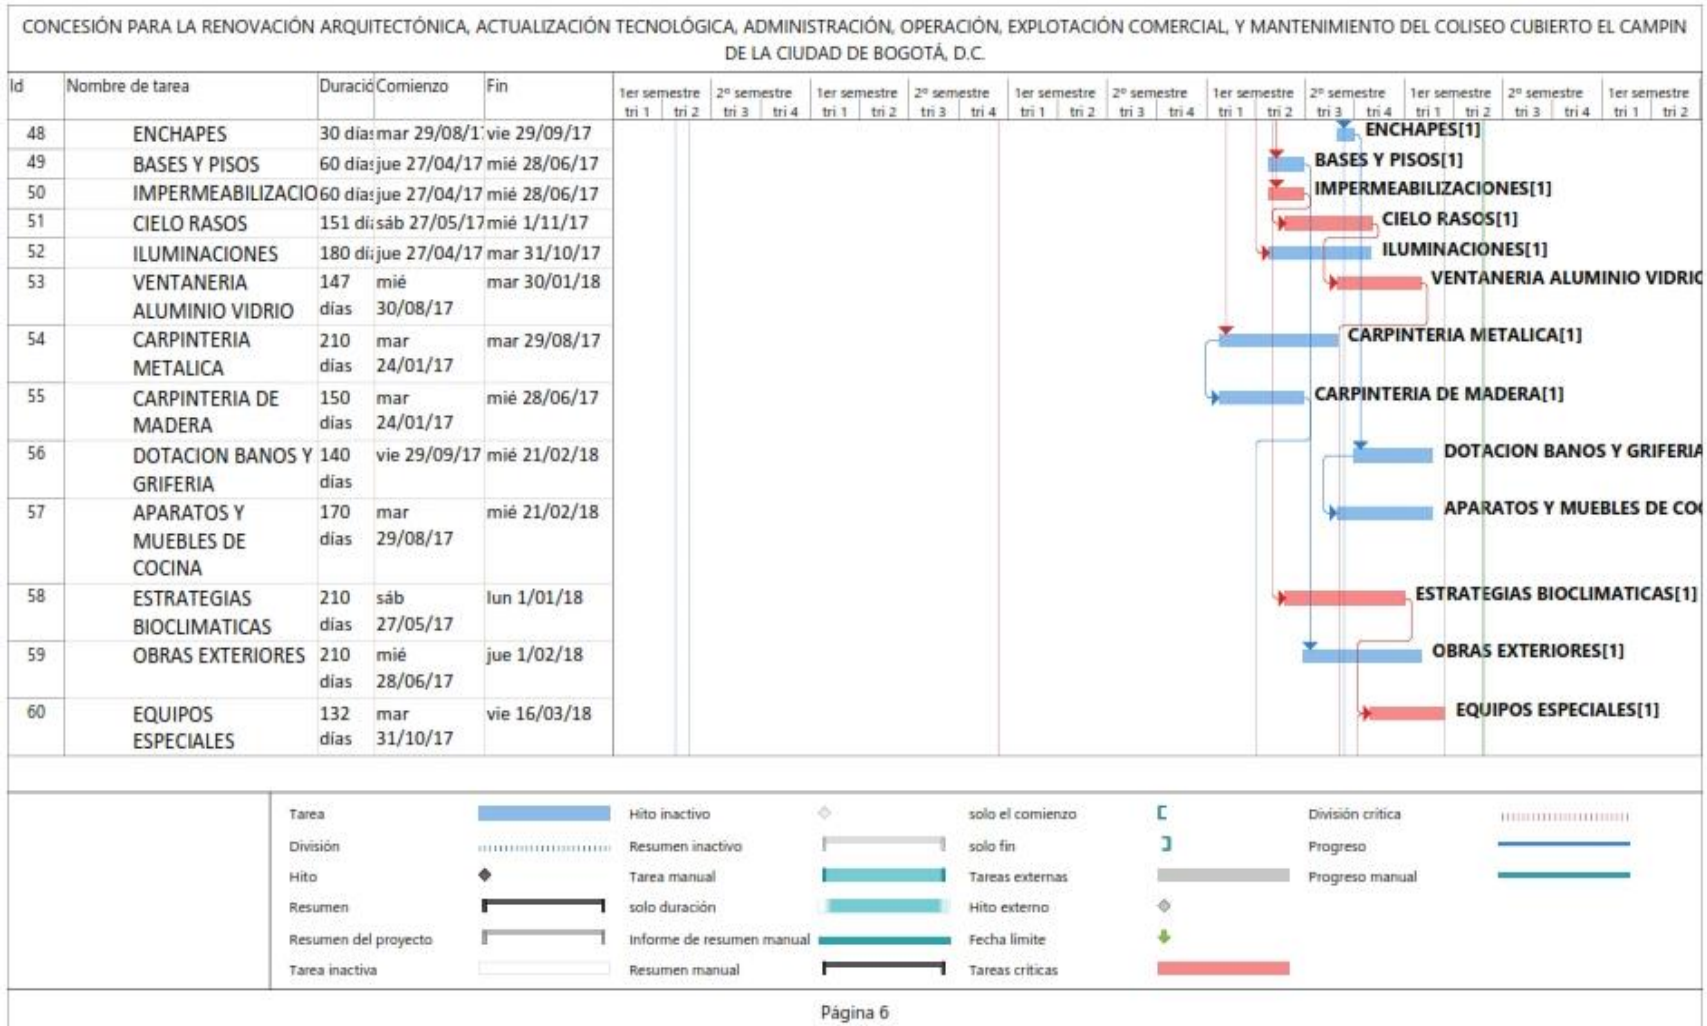 CONCESIÓN PARA LA RENOVACIÓN ARQUITECTÓNICA, ACTUALIZACIÓN TECNOLÓGICA, ADMINISTRACIÓN, OPERACIÓN, EXPLOTACIÓN COMERCIAL, Y MANTENIMIENTO DEL COLISEO CUBIERTO EL CAMPIN
DE LA CIUDAD DE BOGOTÁ, D.C.
Id Nombre de tarea Duració Comienzo Fin
1er semestre 2º semestre 1er semestre 2º semestre 1er semestre 2º semestre 1er semestre 2º semestre 1er semestre 2º semestre 1er semestre
tri 1 tri 2 tri 3 tri 4 tri 1 tri 2 tri 3 tri 4 tri 1 tri 2 tri 3 tri 4 tri 1 tri 2 tri 3 tri 4 tri 1 tri 2 tri 3 tri 4 tri 1 tri 2
48 ENCHAPES 30 días mar 29/08/1 vie 29/09/17 ENCHAPES[1]
49 BASES Y PISOS 60 días jue 27/04/17 mié 28/06/17 BASES Y PISOS[1]
50 IMPERMEABILIZACIO 60 días jue 27/04/17 mié 28/06/17 IMPERMEABILIZACIONES[1]
51 CIELO RASOS 151 dí sáb 27/05/17 mié 1/11/17 CIELO RASOS[1]
52 ILUMINACIONES 180 dí jue 27/04/17 mar 31/10/17 ILUMINACIONES[1]
53 VENTANERIA 147 mié mar 30/01/18 VENTANERIA ALUMINIO VIDRIO
ALUMINIO VIDRIO días 30/08/17
54 CARPINTERIA 210 mar mar 29/08/17 CARPINTERIA METALICA[1]
METALICA días 24/01/17
55 CARPINTERIA DE 150 mar mié 28/06/17 CARPINTERIA DE MADERA[1]
MADERA días 24/01/17
56 DOTACION BANOS Y 140 vie 29/09/17 mié 21/02/18 DOTACION BANOS Y GRIFERIA
GRIFERIA días
57 APARATOS Y 170 mar mié 21/02/18 APARATOS Y MUEBLES DE COC
MUEBLES DE días 29/08/17
COCINA
58 ESTRATEGIAS 210 sáb lun 1/01/18 ESTRATEGIAS BIOCLIMATICAS[1]
BIOCLIMATICAS días 27/05/17
59 OBRAS EXTERIORES 210 mié jue 1/02/18 OBRAS EXTERIORES[1]
días 28/06/17
60 EQUIPOS 132 mar vie 16/03/18 EQUIPOS ESPECIALES[1]
ESPECIALES días 31/10/17
Tarea Hito inactivo solo el comienzo División crítica
División Resumen inactivo solo fin Progreso
Hito Tarea manual Tareas externas Progreso manual
Resumen solo duración Hito externo
Resumen del proyecto Informe de resumen manual Fecha límite
Tarea inactiva Resumen manual Tareas críticas
Página 6